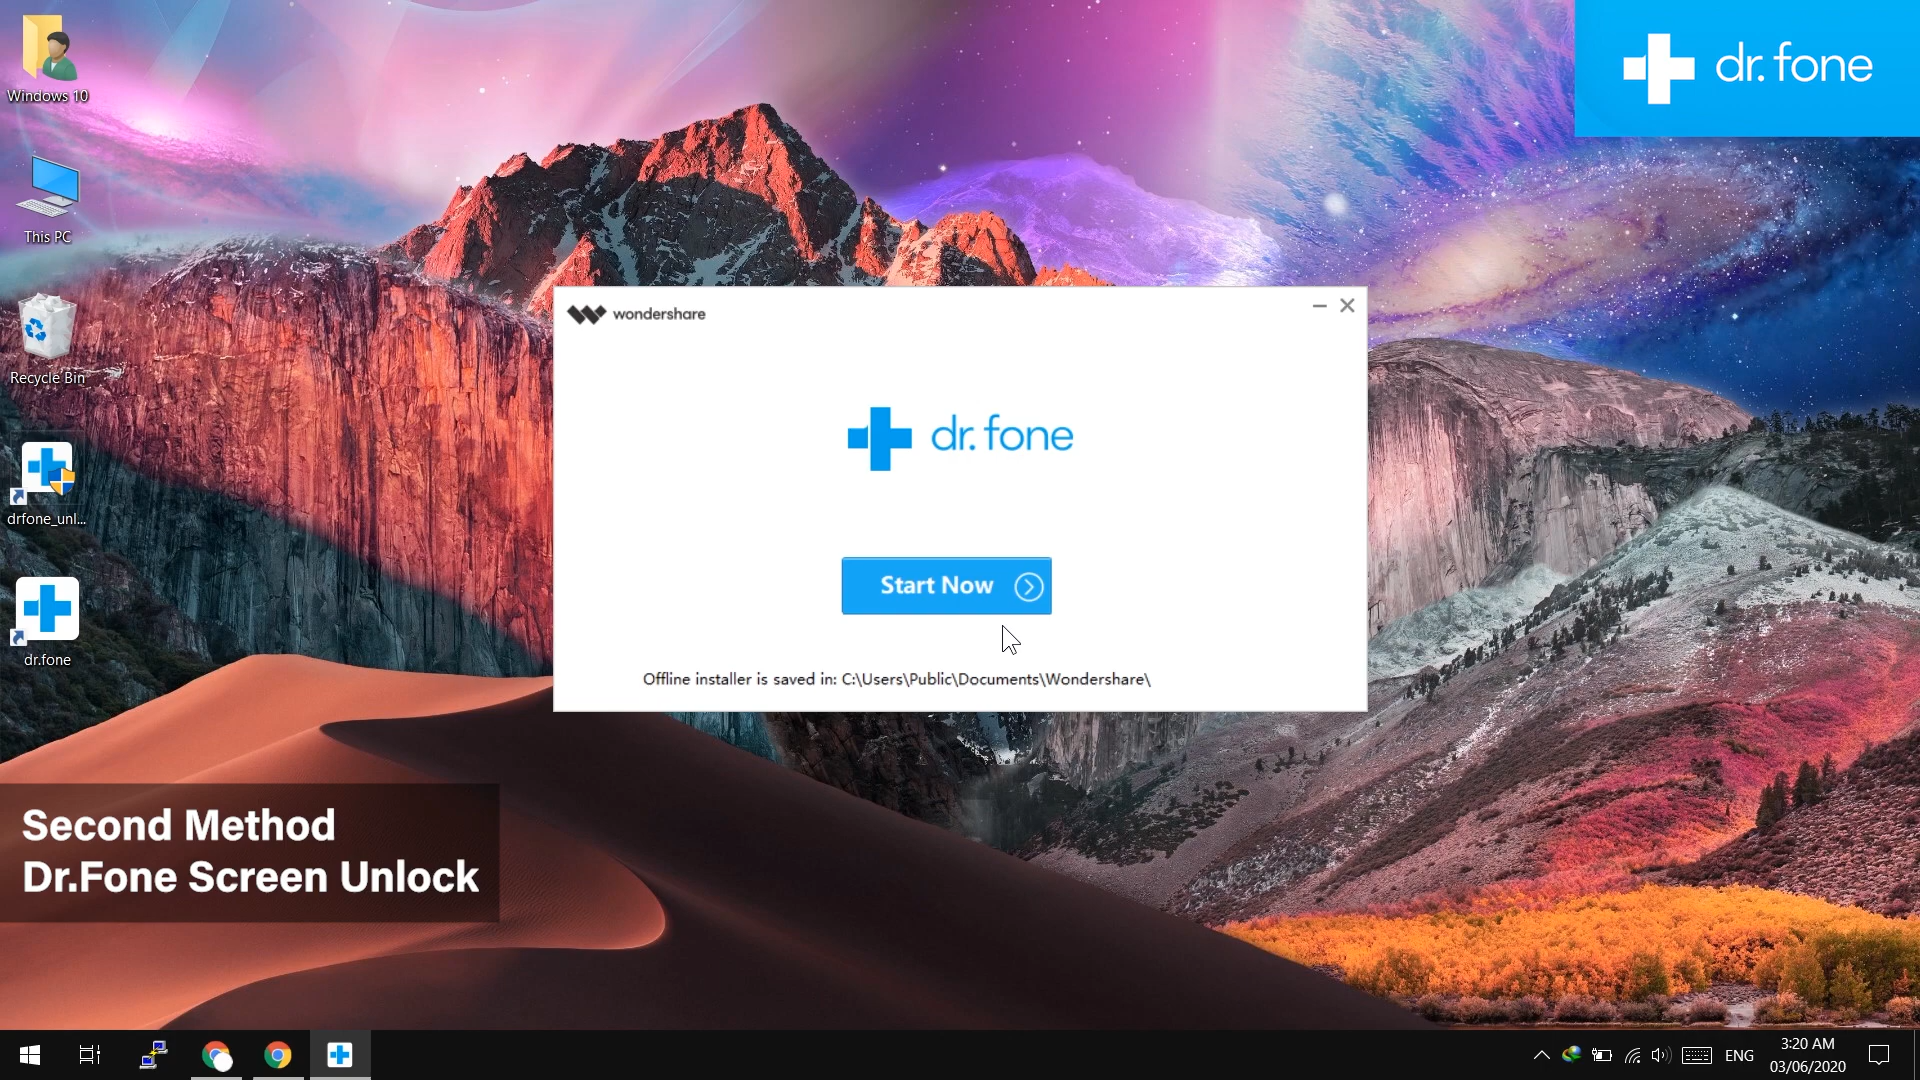 Windows 10
This PC
Recycle Bin
drfone_unl...
dr.fone
dr. fone
wondershare
dr. fone
Start Now
Offline installer is saved in: C:\Users\Public\Documents\Wondershare\
Second Method
Dr.Fone Screen Unlock
ENG
3:20 AM
03/06/2020